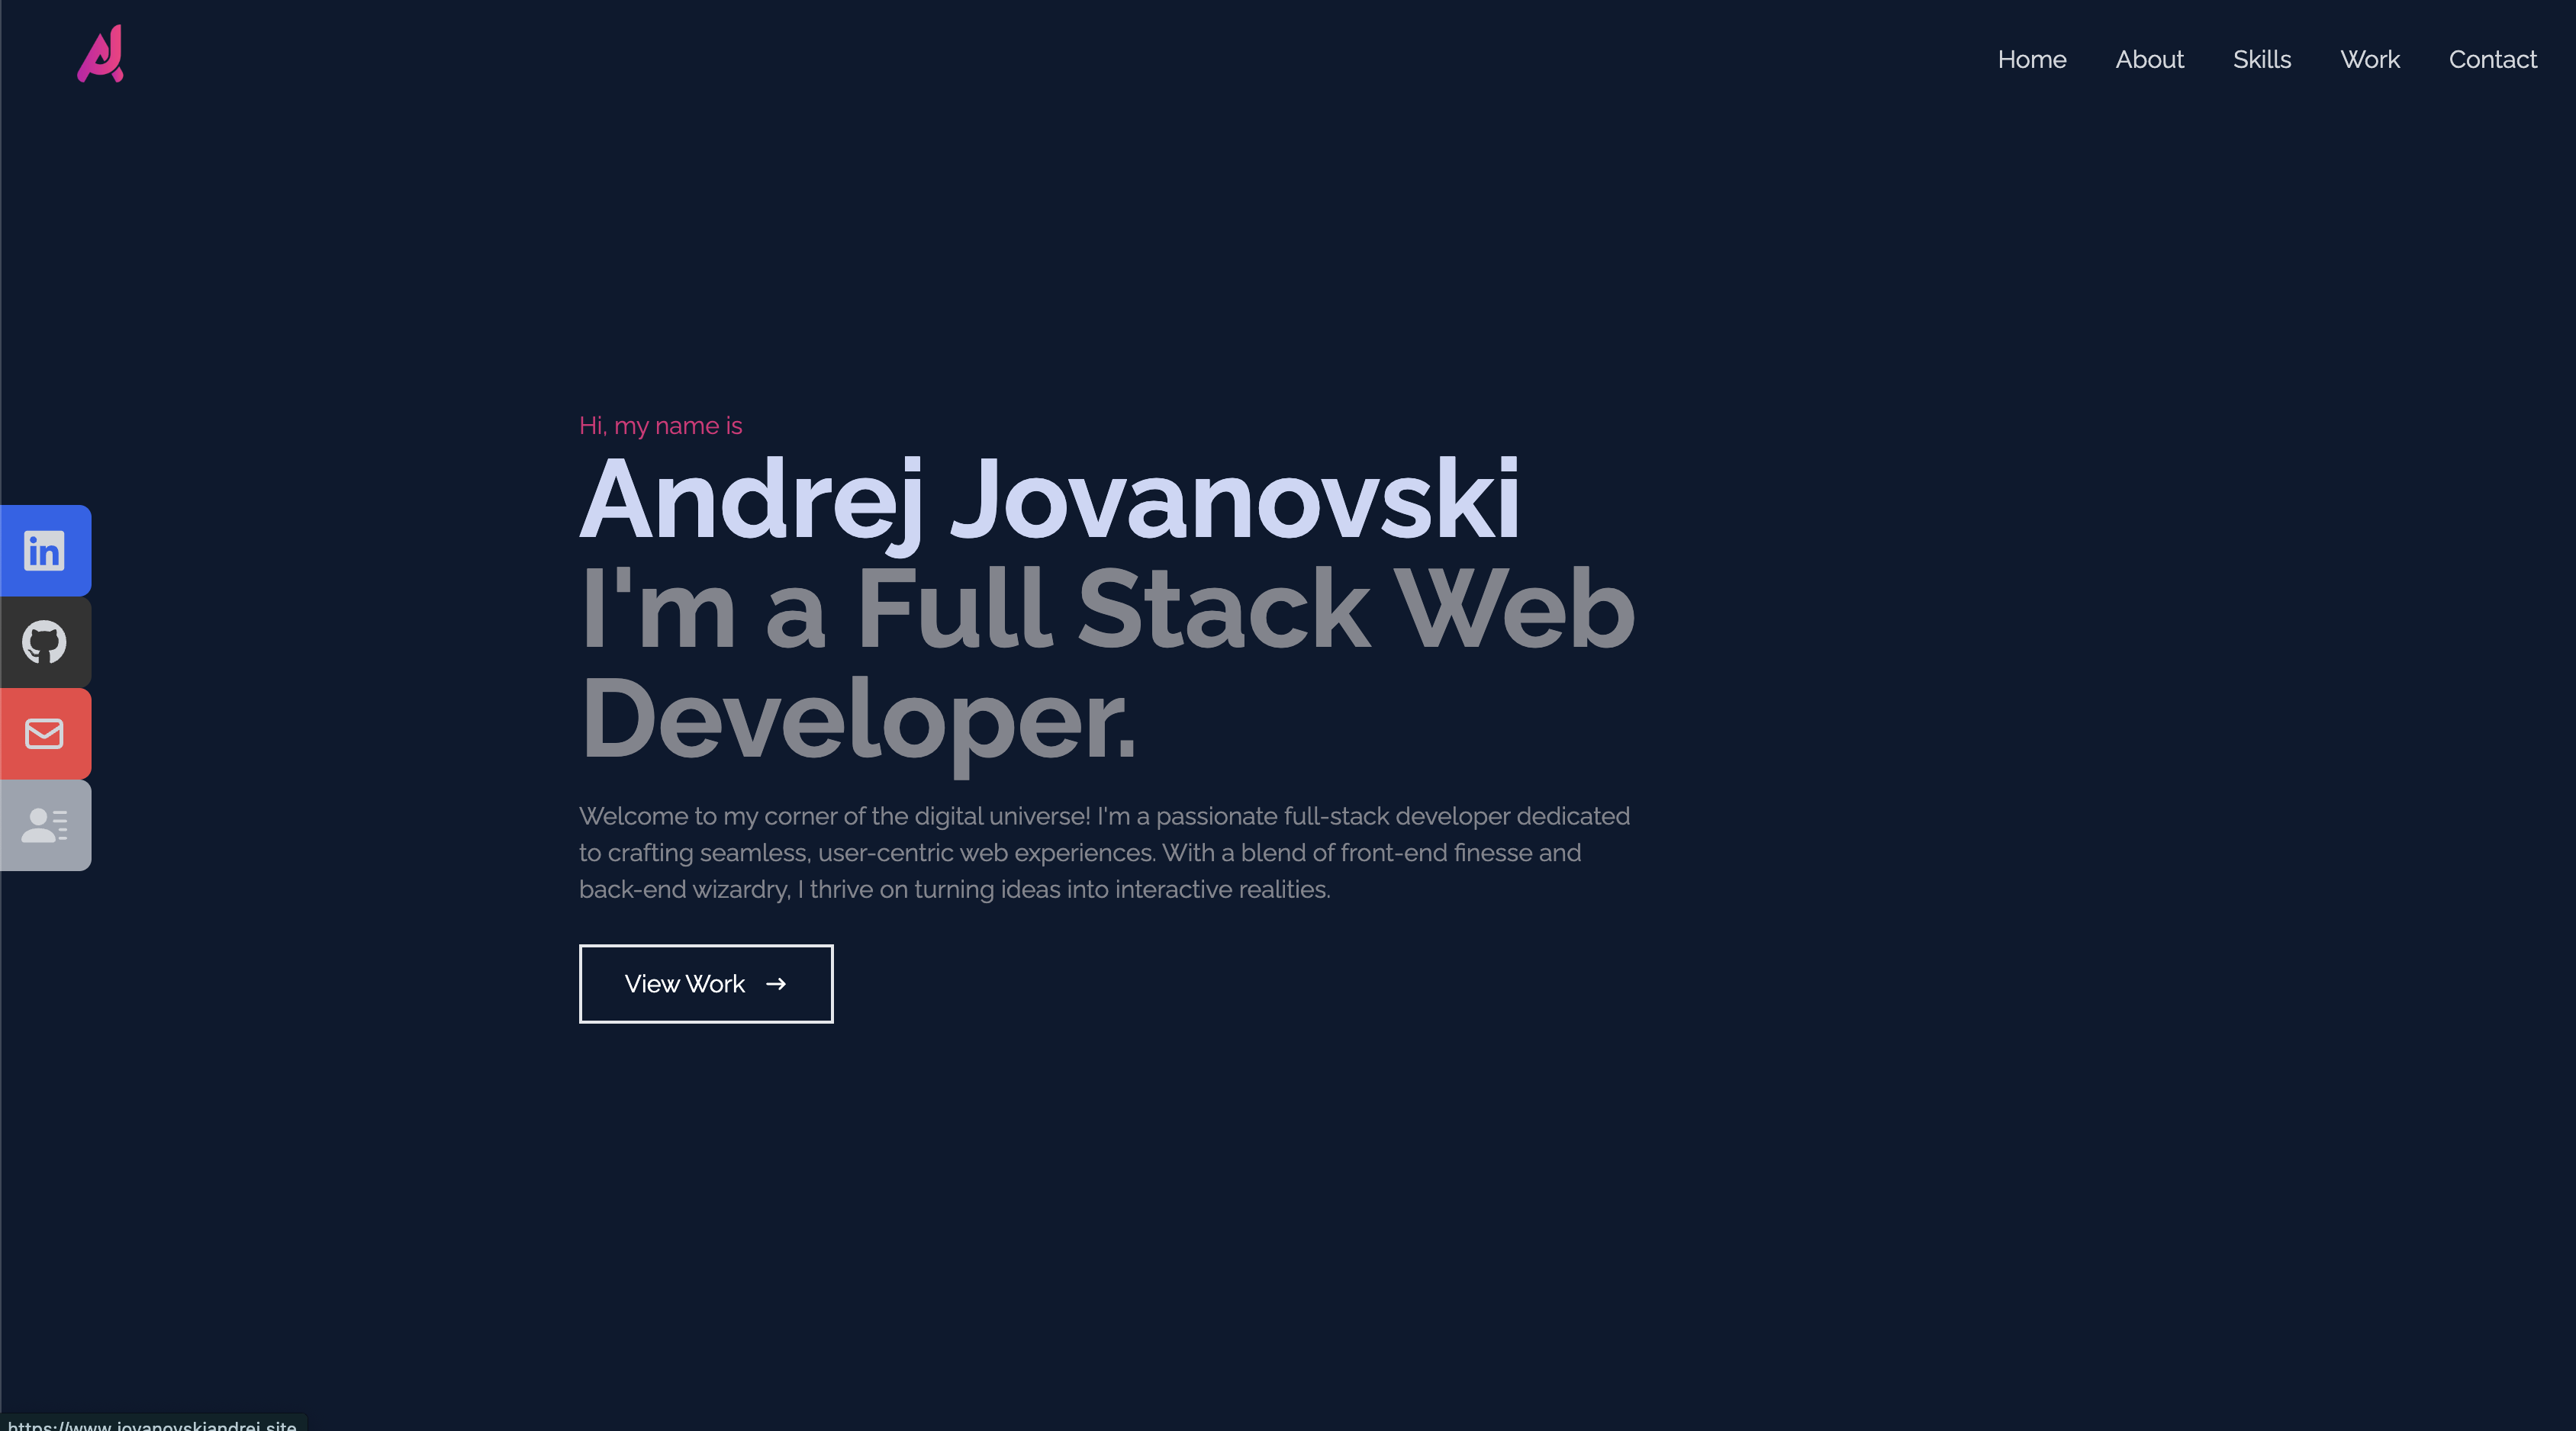 Home About Skills Work Contact
Hi, my name is
Andrej Jovanovski
I'm a Full Stack Web
Developer.
Welcome to my corner of the digital universe! I'm a passionate full-stack developer dedicated
to crafting seamless, user-centric web experiences. With a blend of front-end finesse and
back-end wizardry, I thrive on turning ideas into interactive realities.
View Work →
in
https://www.jovanovskiandrej.site